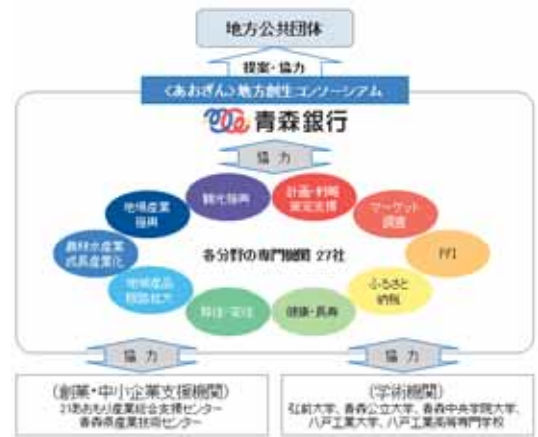 地方公共団体
提案・協力
〈あおぎん〉地方創生コンソーシアム
青森銀行
協力
観光振興
計画・戦略
策定支援
マーケット
調査
PFI
ふるさと
納税
健康・長寿
移住・定住
地場産品
販路拡大
農林水産業
成長産業化
地場産業
振興
各分野の専門機関 27社
協力
協力
(創業・中小企業支援機関)
21あおもり産業総合支援センター
青森県産業技術センター
(学術機関)
弘前大学、青森公立大学、青森中央学院大学、
八戸工業大学、八戸工業高等専門学校